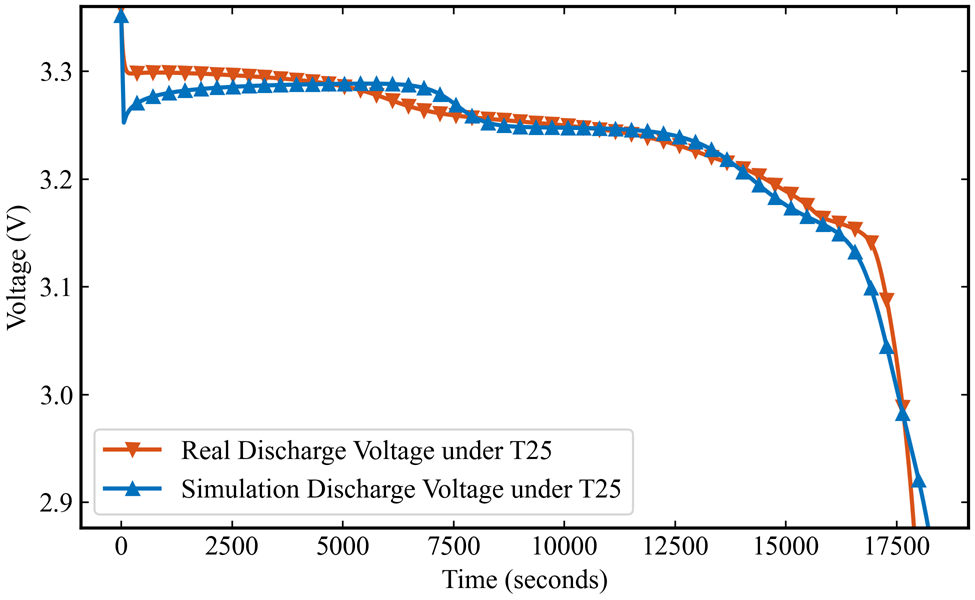 3.3
3.2
3.1
3.0
2.9
Voltage (V)
Real Discharge Voltage under T25
Simulation Discharge Voltage under T25
0 2500 5000 7500 10000 12500 15000 17500
Time (seconds)